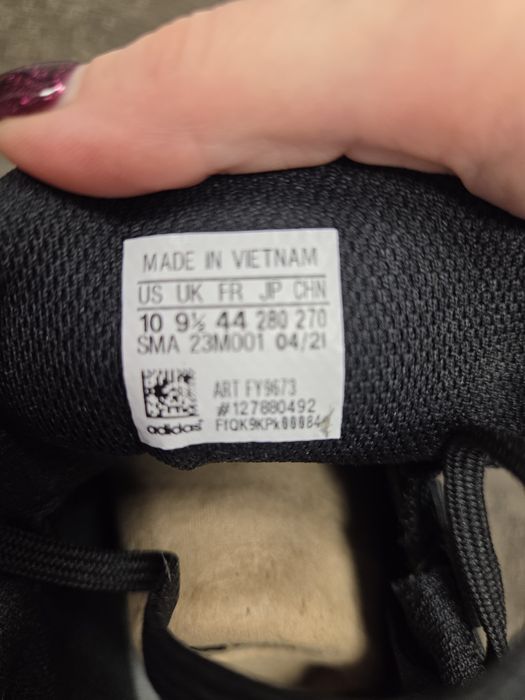 MADE IN VIETNAM
US UK FR JP CHN
10 9½ 44 280 270
SMA 23M001 04/21
ART FY9673
#127880492
adidas F1QK9KPk00084